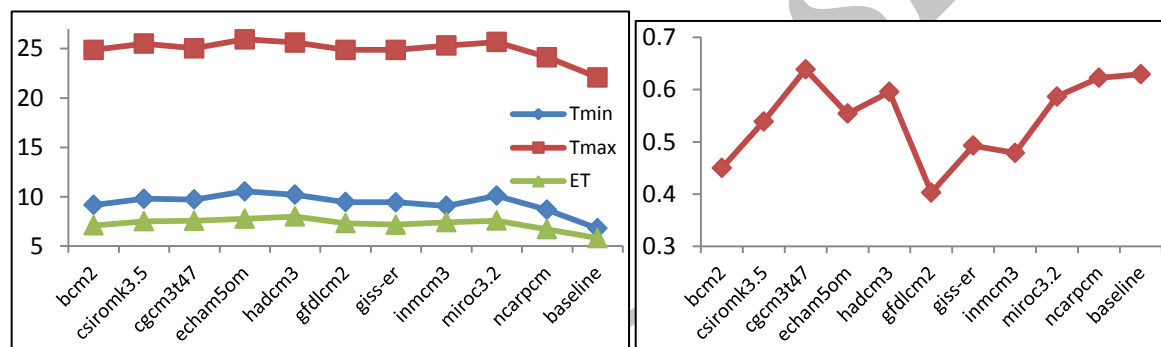 25
20
15
10
5
Tmin
Tmax
ET
bcm2
csiromk3.5
cgcm3t47
echam5om
hadcm3
gfdlcm2
giss-er
inmcm3
miroc3.2
ncarpcm
baseline
0.7
0.6
0.5
0.4
0.3
bcm2
csiromk3.5
cgcm3t47
echam5om
hadcm3
gfdlcm2
giss-er
inmcm3
miroc3.2
ncarpcm
baseline